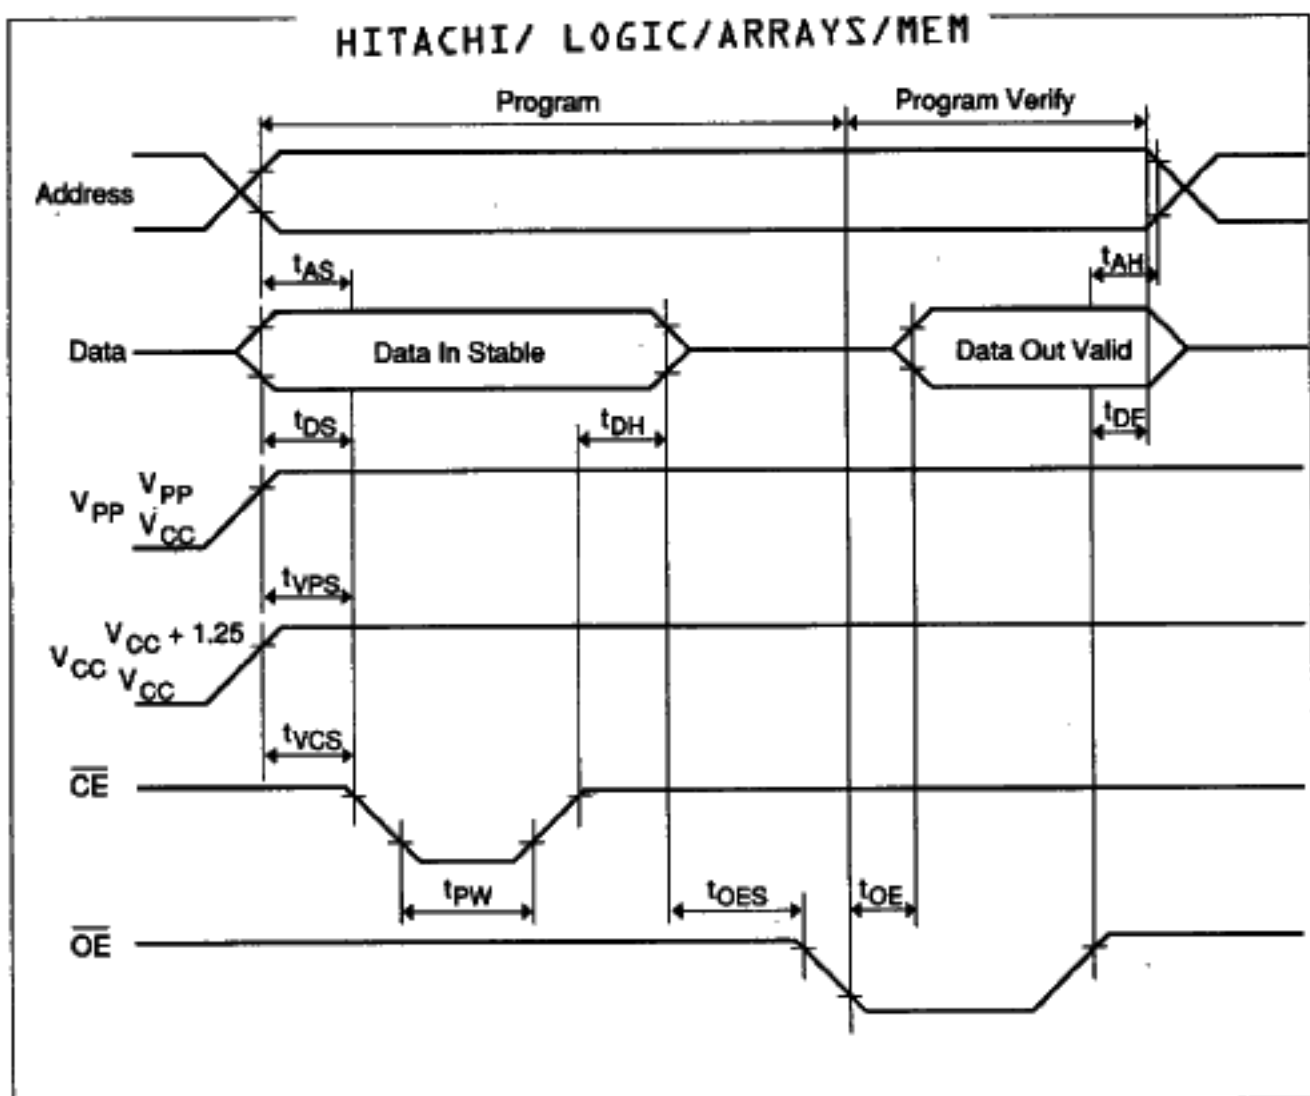 HITACHI/ LOGIC/ARRAYS/MEM
Program
Program Verify
Address
tAS
tAH
Data
Data In Stable
Data Out Valid
tDS
tDH
tDF
VPP
VPP
VCC
tVPS
VCC
VCC + 1.25
VCC
tVCS
CE
tPW
tOES
tOE
OE